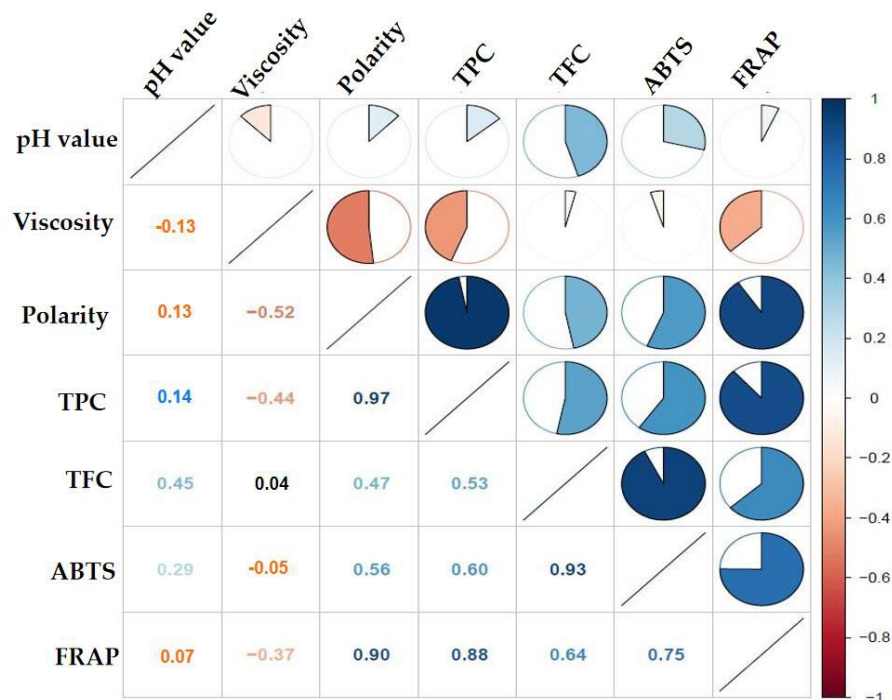 pH value Viscosity Polarity TPC TFC ABTS FRAP
pH value
Viscosity -0.13
Polarity 0.13 −0.52
TPC 0.14 −0.44 0.97
TFC 0.45 0.04 0.47 0.53
ABTS 0.29 -0.05 0.56 0.60 0.93
FRAP 0.07 −0.37 0.90 0.88 0.64 0.75
1
0.8
0.6
0.4
0.2
0
−0.2
−0.4
−0.6
−0.8
−1